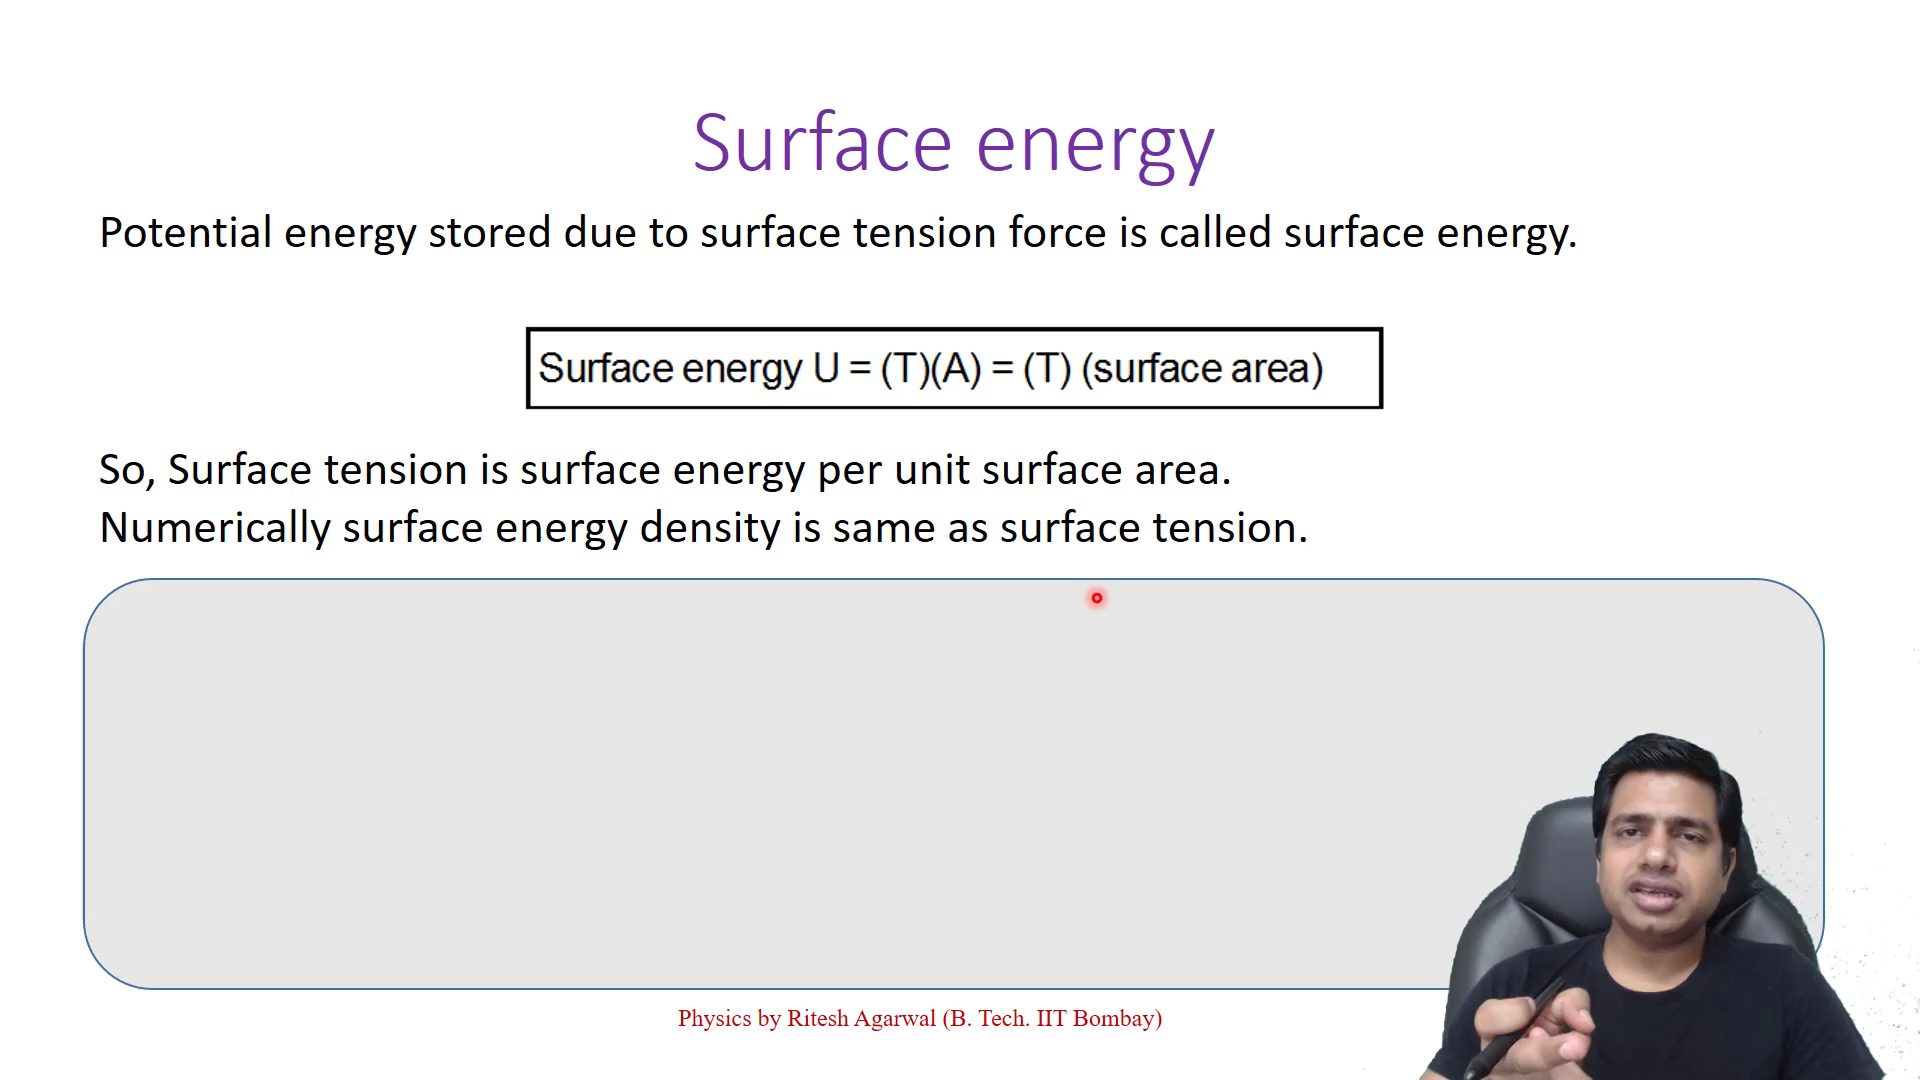 Surface energy
Potential energy stored due to surface tension force is called surface energy.
Surface energy U = (T)(A) = (T) (surface area)
So, Surface tension is surface energy per unit surface area.
Numerically surface energy density is same as surface tension.
Physics by Ritesh Agarwal (B. Tech. IIT Bombay)